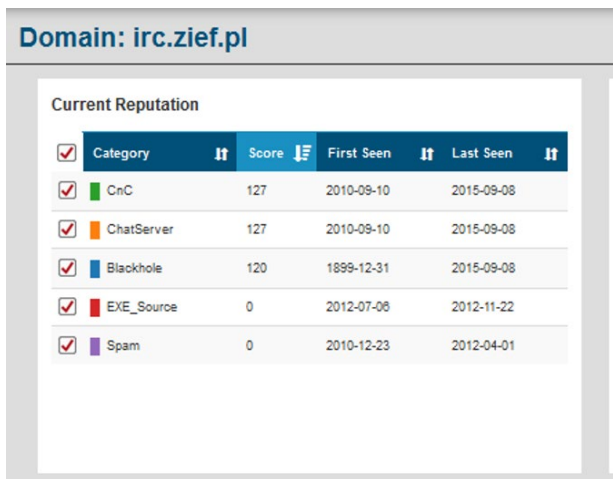 Domain: irc.zief.pl
Current Reputation
Category Score First Seen Last Seen
CnC 127 2010-09-10 2015-09-08
ChatServer 127 2010-09-10 2015-09-08
Blackhole 120 1899-12-31 2015-09-08
EXE_Source 0 2012-07-06 2012-11-22
Spam 0 2010-12-23 2012-04-01